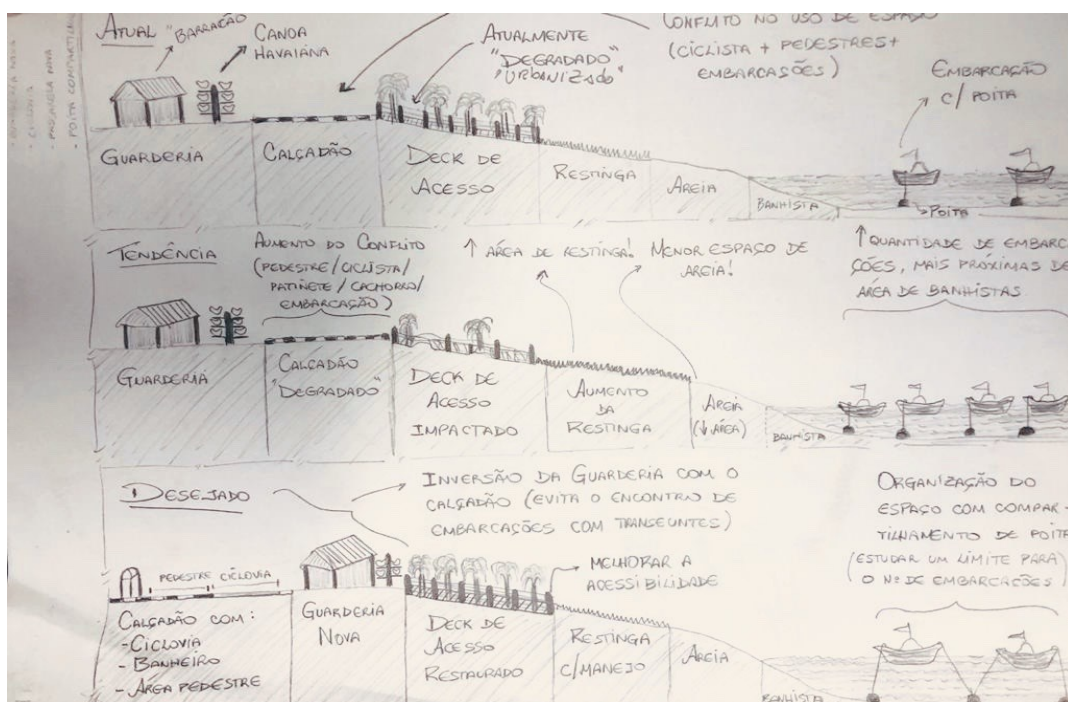 ATUAL
"BARRACÃO"
CANOA
HAVAIANA
ATUALMENTE
"DEGRADADO"
"URBANIZADO"
CONFLITO NO USO DE ESPAÇO
(CICLISTA + PEDESTRES +
EMBARCAÇÕES)
EMBARCAÇÃO
C/ POITA
GUARDERIA
CALÇADÃO
DECK DE
ACESSO
RESTINGA
AREIA
BANHISTA
POITA
- CICLOVIA
- PASSARELA NOVA
TENDÊNCIA
AUMENTO DO CONFLITO
(PEDESTRE/CICLISTA/
PATINETE/CACHORRO/
EMBARCAÇÃO)
↑ ÁREA DE RESTINGA!
MENOR ESPAÇO DE
AREIA!
↑ QUANTIDADE DE EMBARCA
ÇÕES, MAIS PRÓXIMAS DE
ÁREA DE BANHISTAS
GUARDERIA
CALÇADÃO
"DEGRADADO"
DECK DE
ACESSO
IMPACTADO
AUMENTO
DA
RESTINGA
AREIA
(↓ ÁREA)
BANHISTA
DESEJADO
INVERSÃO DA GUARDERIA COM O
CALÇADÃO (EVITA O ENCONTRO DE
EMBARCAÇÕES COM TRANSEUNTES)
ORGANIZAÇÃO DO
ESPAÇO COM COMPAR-
TILHAMENTO DE POITA
(ESTUDAR UM LIMITE PARA
O Nº DE EMBARCAÇÕES)
MELHORAR A
ACESSIBILIDADE
PEDESTRE CICLOVIA
CALÇADÃO COM:
- CICLOVIA
- BANHEIRO
- ÁREA PEDESTRE
GUARDERIA
NOVA
DECK DE
ACESSO
RESTAURADO
RESTINGA
C/MANEJO
AREIA
BANHISTA